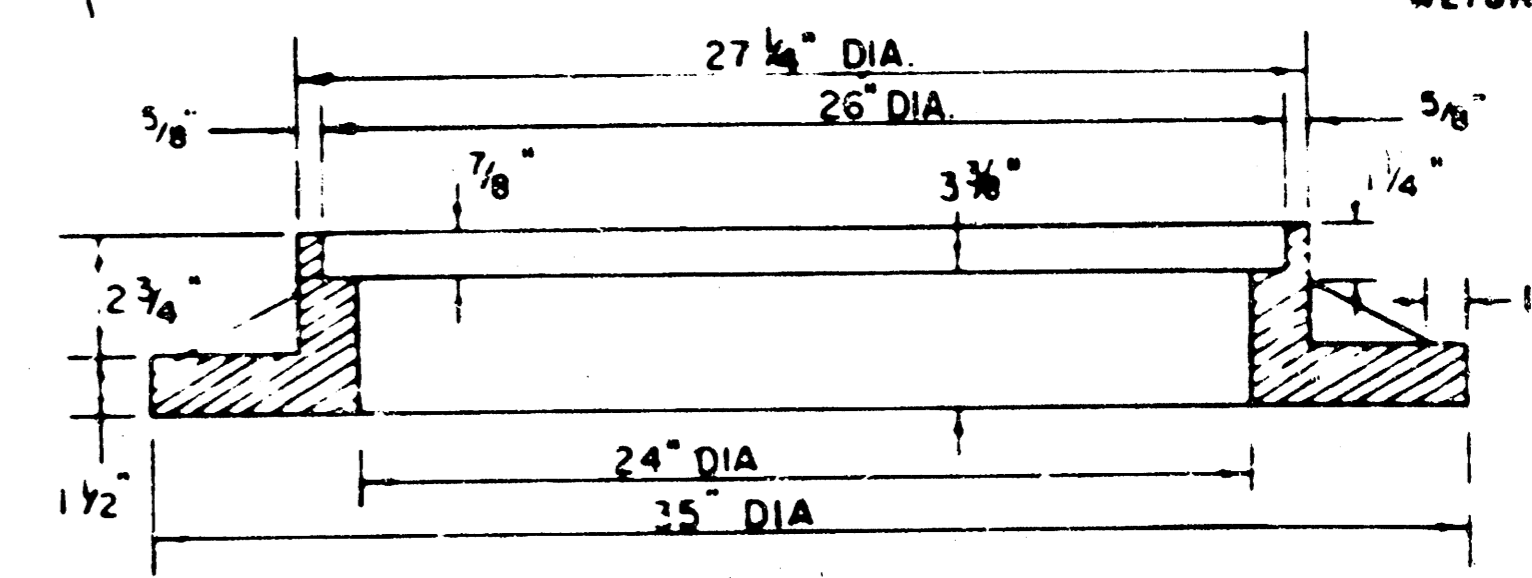 27 1/4" DIA.
26" DIA.
5/8"
5/8"
7/8"
3 3/8"
1 1/4"
2 3/4"
1
24" DIA
1 1/2"
35" DIA